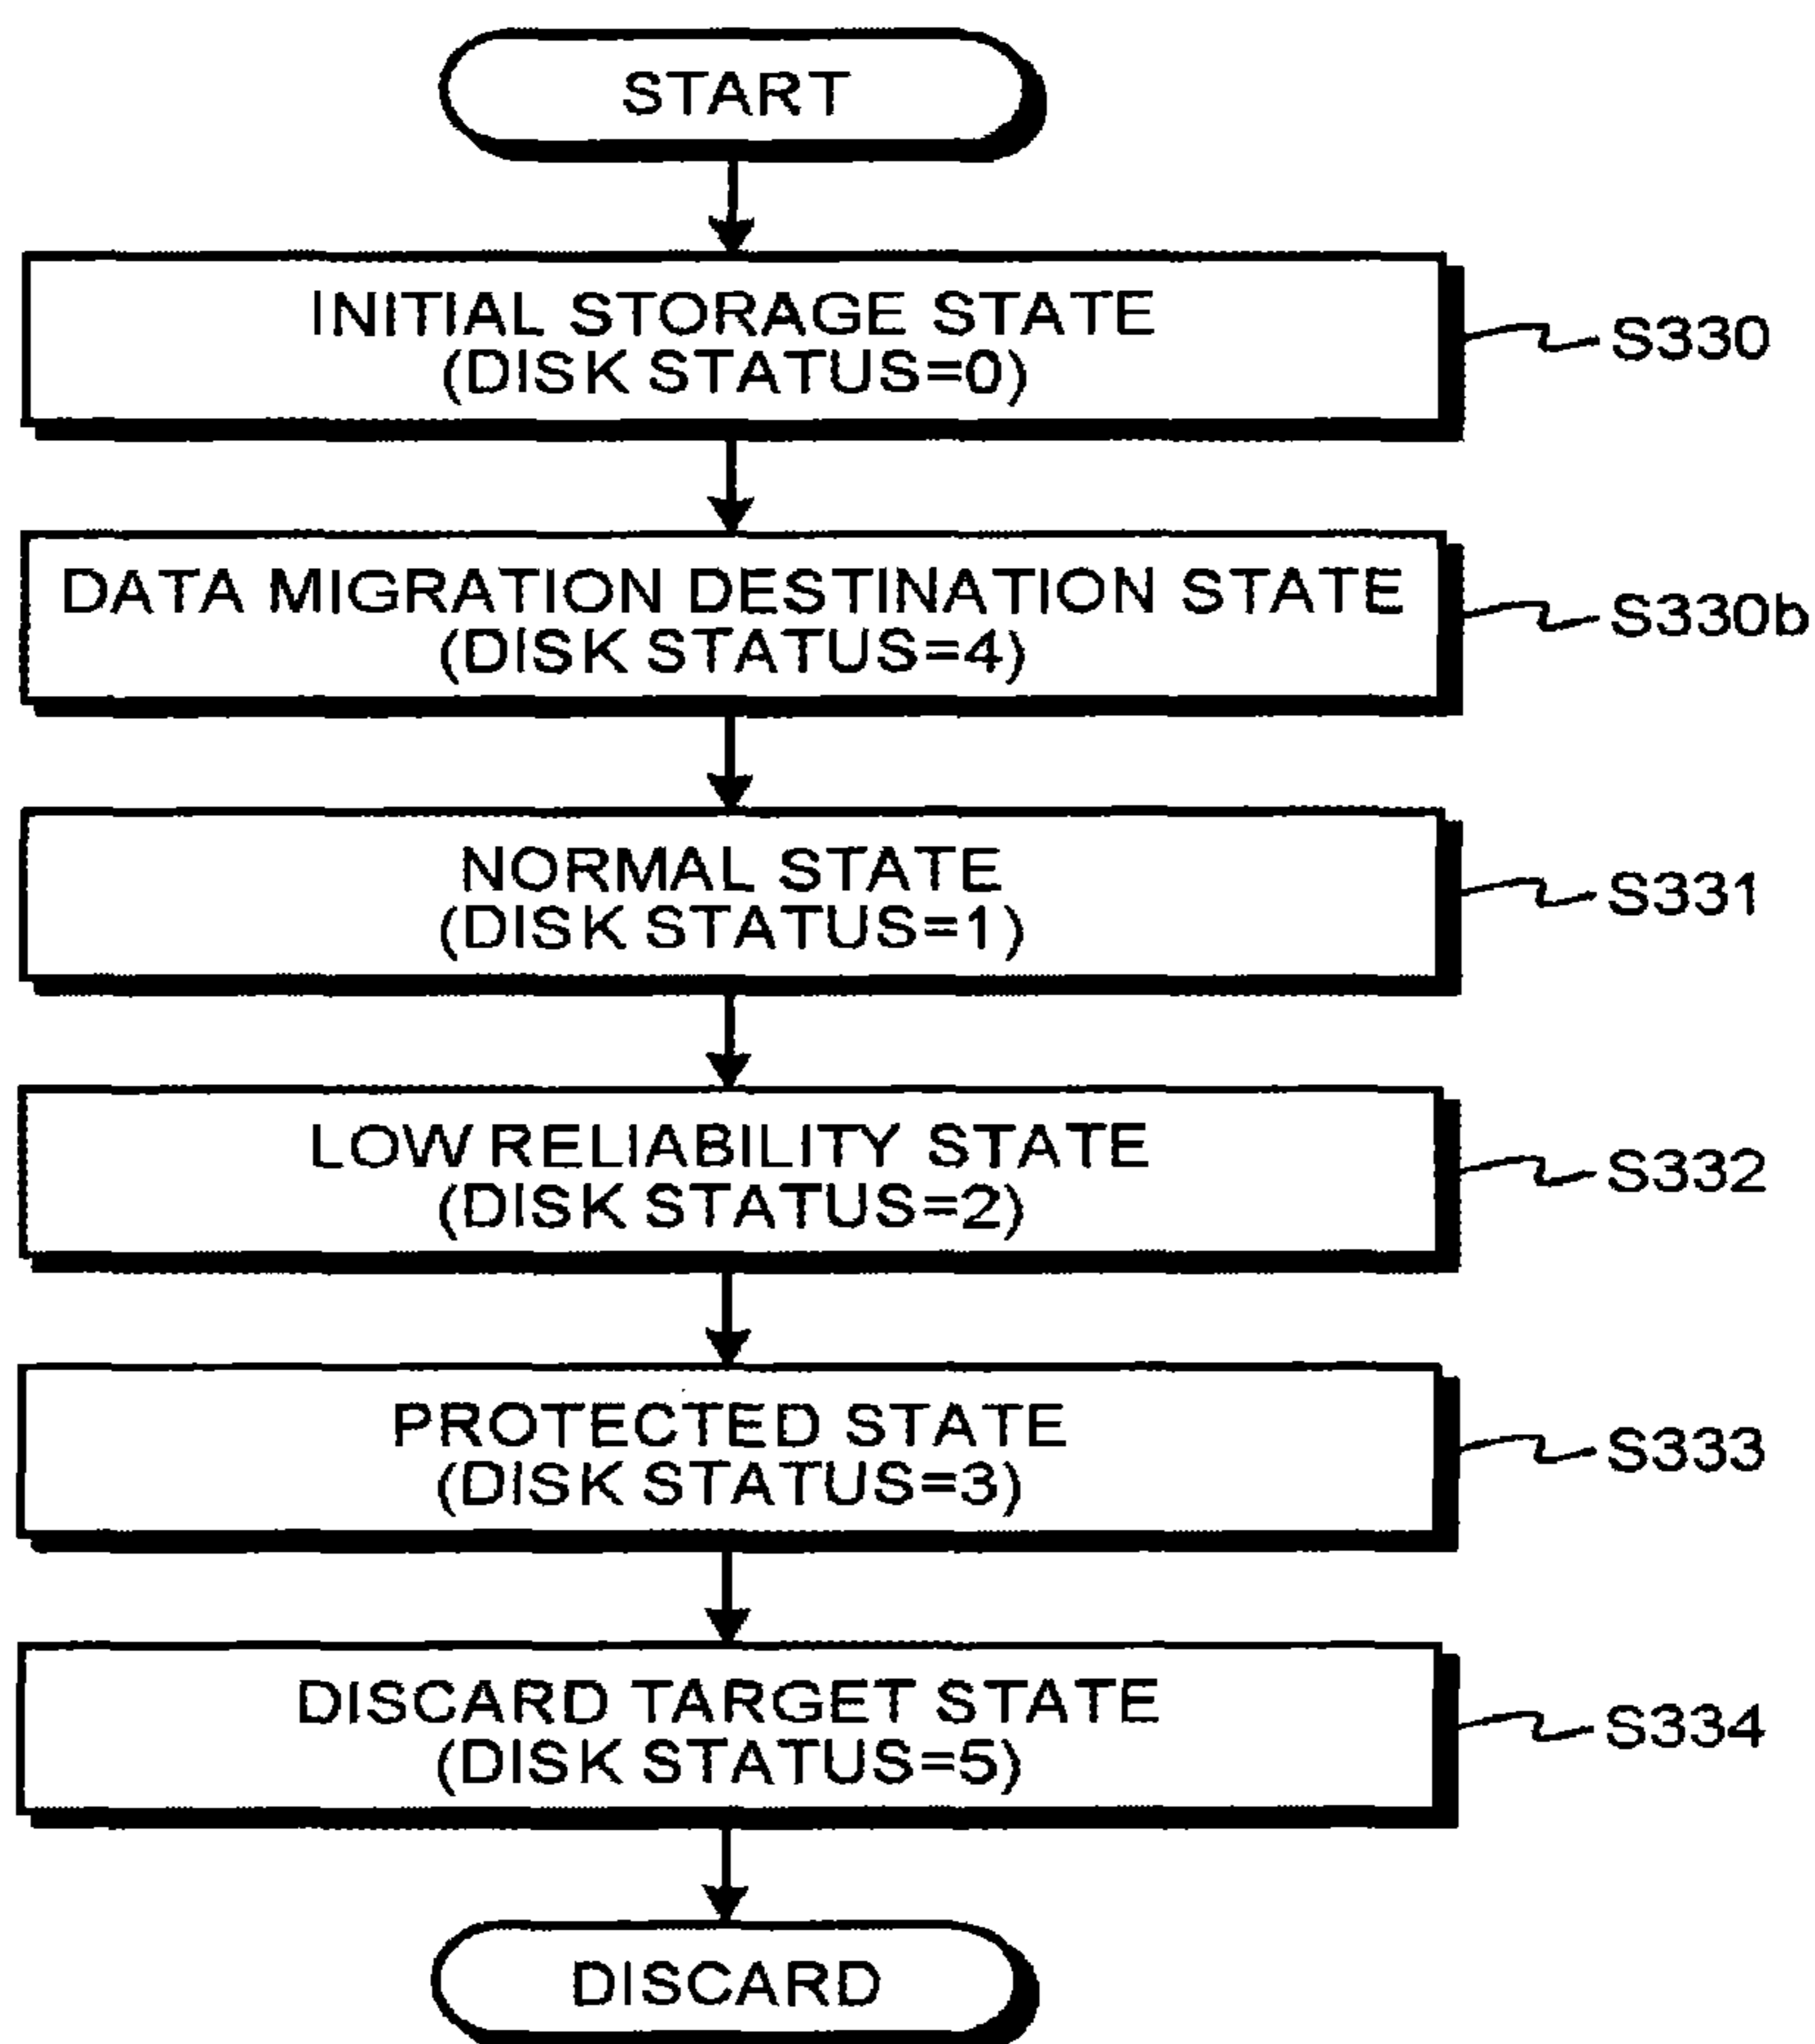 START
INITIAL STORAGE STATE
(DISK STATUS=0)
S330
DATA MIGRATION DESTINATION STATE
(DISK STATUS=4)
S330b
NORMAL STATE
(DISK STATUS=1)
S331
LOW RELIABILITY STATE
(DISK STATUS=2)
S332
PROTECTED STATE
(DISK STATUS=3)
S333
DISCARD TARGET STATE
(DISK STATUS=5)
S334
DISCARD